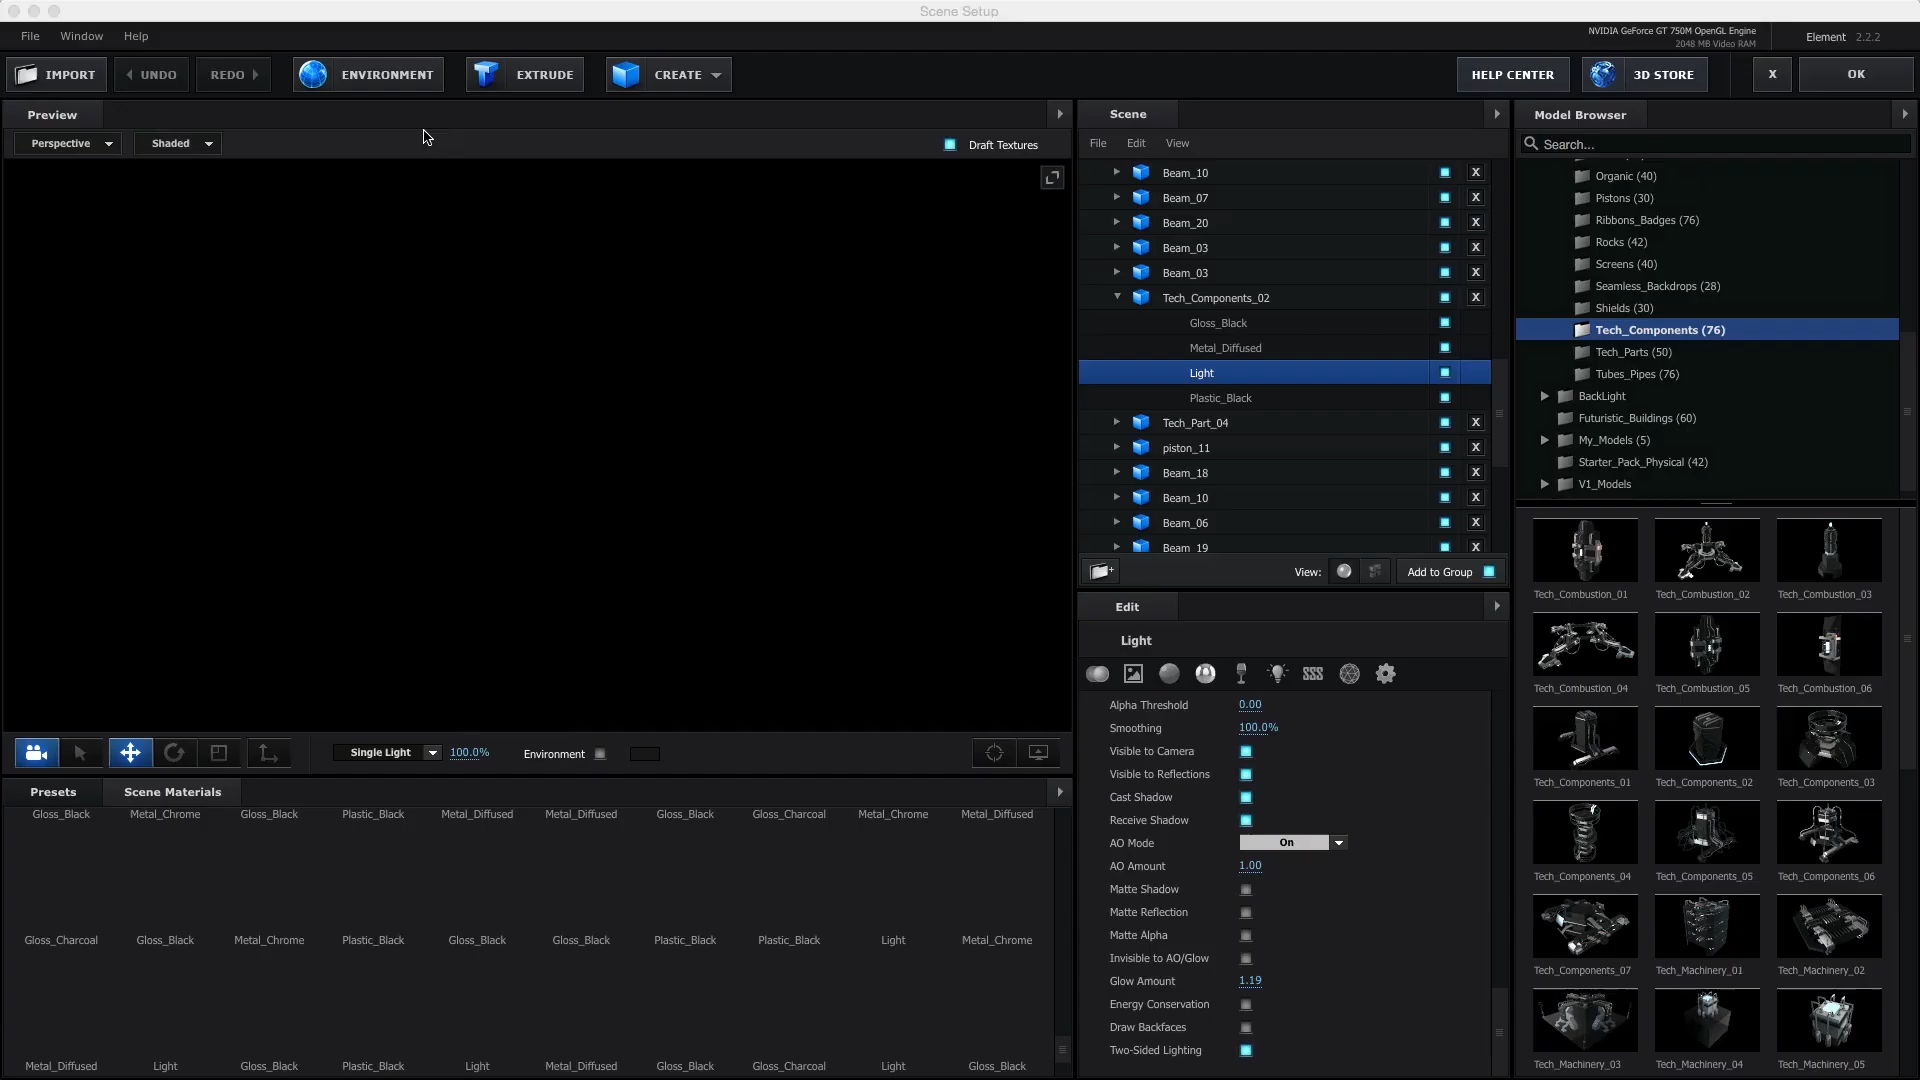 Scene Setup
File Window Help
NVIDIA GeForce GT 750M OpenGL Engine
2048 MB Video RAM
Element 2.2.2
IMPORT UNDO REDO ENVIRONMENT EXTRUDE CREATE HELP CENTER 3D STORE X OK
Preview
Perspective Shaded Draft Textures
Single Light 100.0% Environment
Presets Scene Materials
Gloss_Black Metal_Chrome Gloss_Black Plastic_Black Metal_Diffused Metal_Diffused Gloss_Black Gloss_Charcoal Metal_Chrome Metal_Diffused
Gloss_Charcoal Gloss_Black Metal_Chrome Plastic_Black Gloss_Black Gloss_Black Plastic_Black Plastic_Black Light Metal_Chrome
Metal_Diffused Light Gloss_Black Plastic_Black Light Metal_Diffused Gloss_Black Gloss_Charcoal Light Gloss_Black
Scene
File Edit View
Beam_10 X
Beam_07 X
Beam_20 X
Beam_03 X
Beam_03 X
Tech_Components_02 X
Gloss_Black
Metal_Diffused
Light
Plastic_Black
Tech_Part_04 X
piston_11 X
Beam_18 X
Beam_10 X
Beam_06 X
Beam_19 X
View: Add to Group
Edit
Light
Alpha Threshold 0.00
Smoothing 100.0%
Visible to Camera
Visible to Reflections
Cast Shadow
Receive Shadow
AO Mode On
AO Amount 1.00
Matte Shadow
Matte Reflection
Matte Alpha
Invisible to AO/Glow
Glow Amount 1.19
Energy Conservation
Draw Backfaces
Two-Sided Lighting
Model Browser
Search...
Organic (40)
Pistons (30)
Ribbons_Badges (76)
Rocks (42)
Screens (40)
Seamless_Backdrops (28)
Shields (30)
Tech_Components (76)
Tech_Parts (50)
Tubes_Pipes (76)
BackLight
Futuristic_Buildings (60)
My_Models (5)
Starter_Pack_Physical (42)
V1_Models
Tech_Combustion_01 Tech_Combustion_02 Tech_Combustion_03
Tech_Combustion_04 Tech_Combustion_05 Tech_Combustion_06
Tech_Components_01 Tech_Components_02 Tech_Components_03
Tech_Components_04 Tech_Components_05 Tech_Components_06
Tech_Components_07 Tech_Machinery_01 Tech_Machinery_02
Tech_Machinery_03 Tech_Machinery_04 Tech_Machinery_05